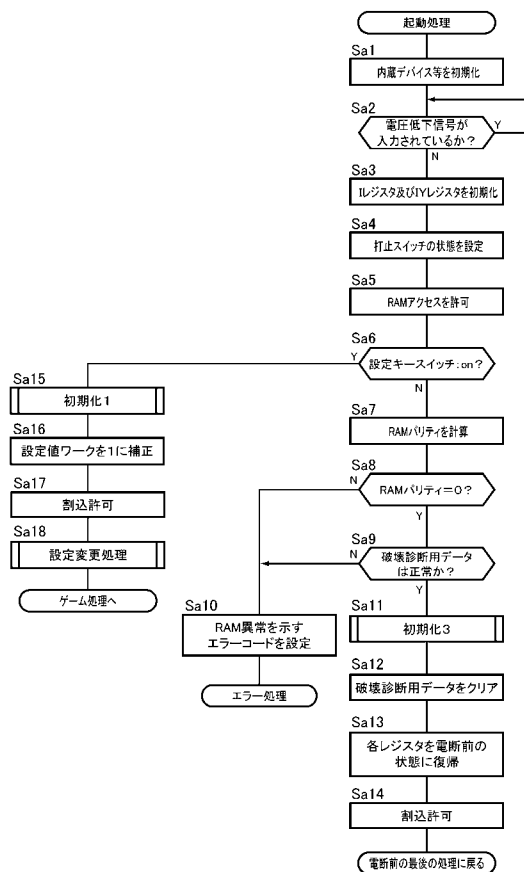 起動処理
Sa1
内蔵デバイス等を初期化
Sa2
電圧低下信号が
入力されているか?
Y
N
Sa3
Iレジスタ及びIYレジスタを初期化
Sa4
打止スイッチの状態を設定
Sa5
RAMアクセスを許可
Sa6
設定キースイッチ:on?
Y
N
Sa15
初期化1
Sa16
設定値ワークを1に補正
Sa17
割込許可
Sa18
設定変更処理
ゲーム処理へ
Sa7
RAMパリティを計算
Sa8
RAMパリティ=0?
N
Y
Sa9
破壊診断用データ
は正常か?
N
Y
Sa10
RAM異常を示す
エラーコードを設定
エラー処理
Sa11
初期化3
Sa12
破壊診断用データをクリア
Sa13
各レジスタを電断前の
状態に復帰
Sa14
割込許可
電断前の最後の処理に戻る